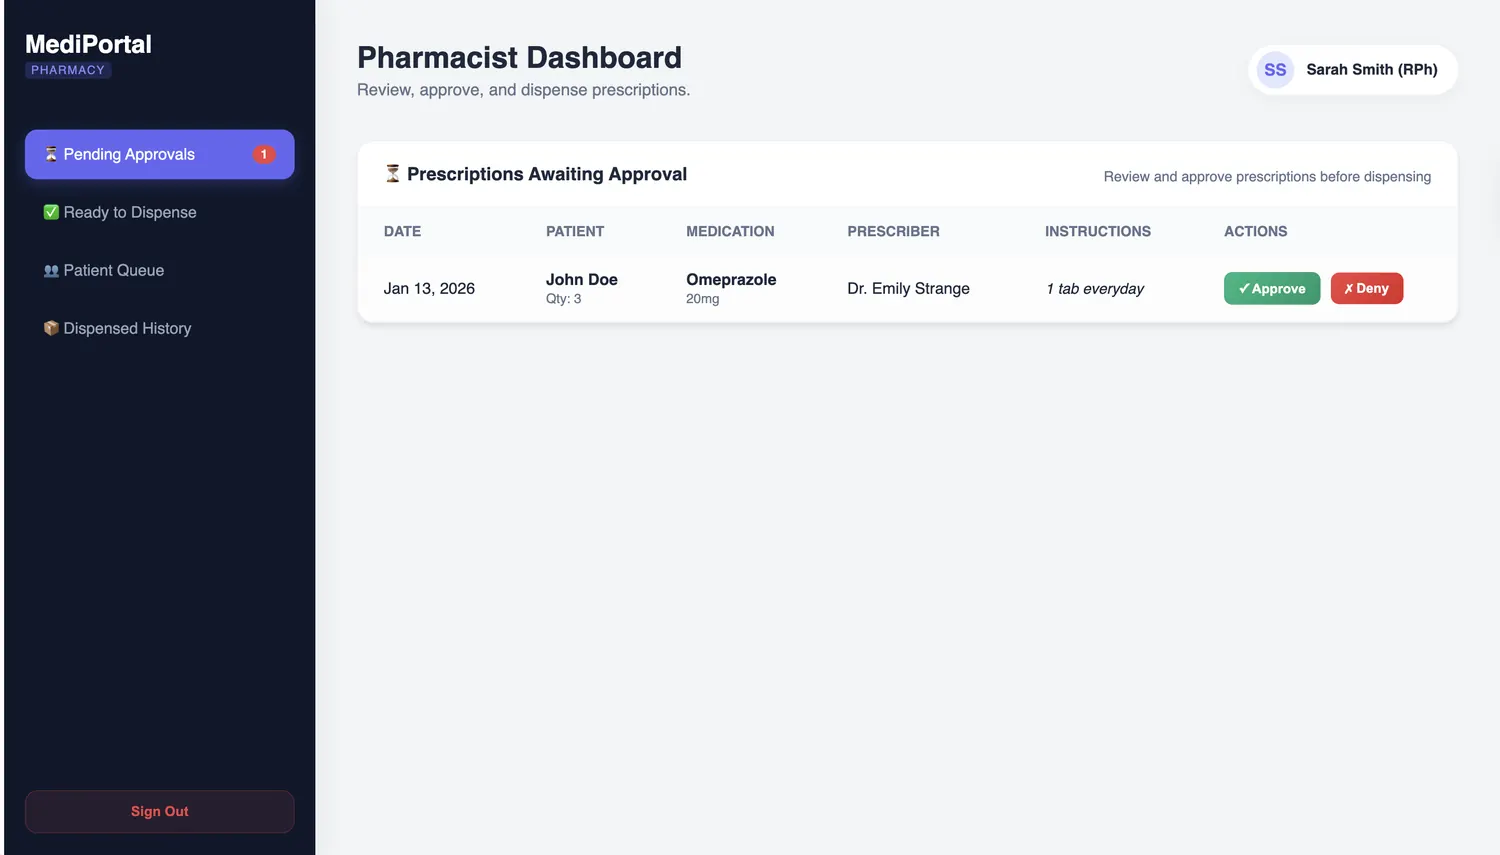 MediPortal
PHARMACY
⏳ Pending Approvals 1
✅ Ready to Dispense
👥 Patient Queue
📦 Dispensed History
Sign Out
Pharmacist Dashboard
Review, approve, and dispense prescriptions.
SS Sarah Smith (RPh)
⏳ Prescriptions Awaiting Approval
Review and approve prescriptions before dispensing
DATE PATIENT MEDICATION PRESCRIBER INSTRUCTIONS ACTIONS
Jan 13, 2026 John Doe Omeprazole Dr. Emily Strange 1 tab everyday ✓ Approve ✗ Deny
Qty: 3 20mg